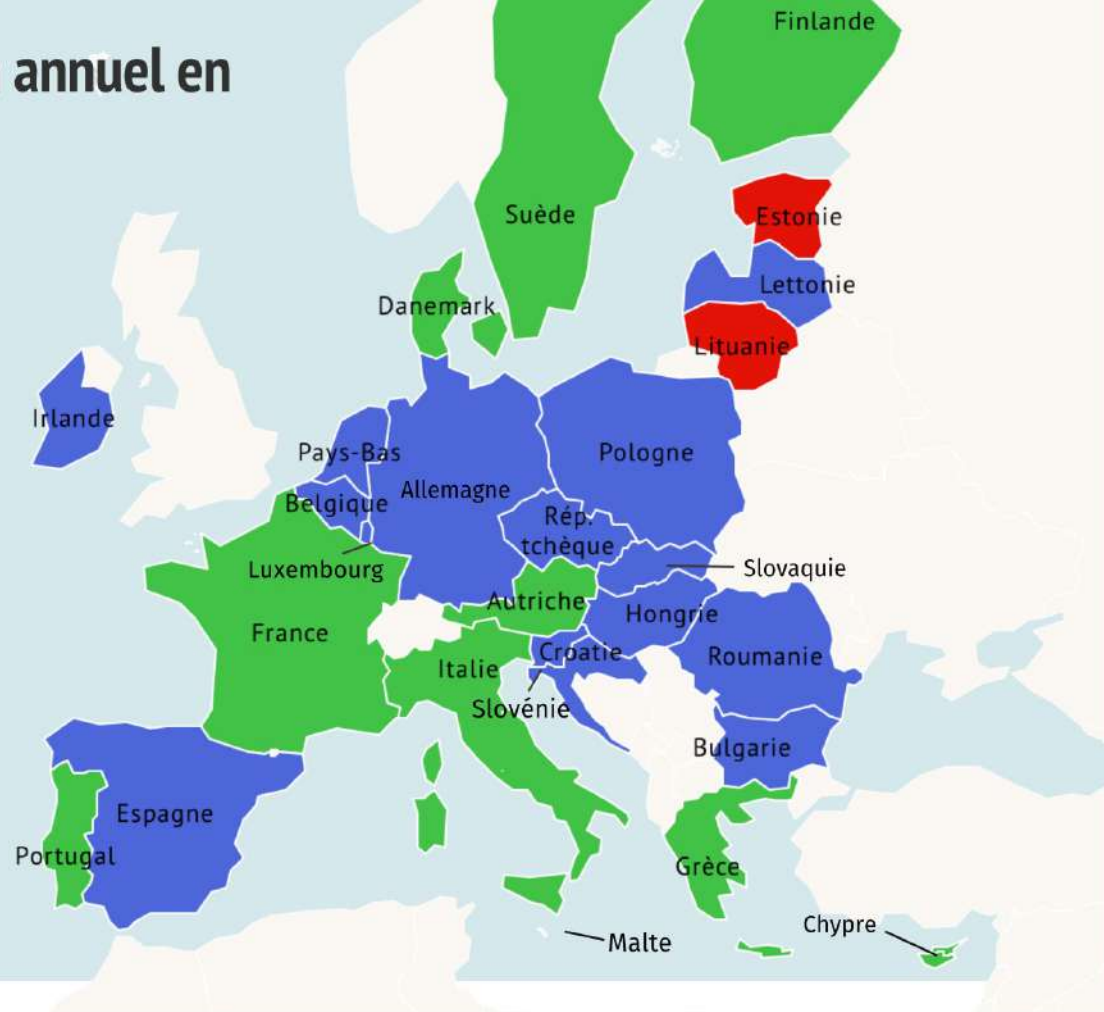 annuel en
Finlande
Suède
Estonie
Lettonie
Danemark
Lituanie
Irlande
Pays-Bas
Pologne
Allemagne
Belgique
Rép.
tchèque
Luxembourg
Slovaquie
Autriche
Hongrie
France
Croatie
Roumanie
Italie
Slovénie
Bulgarie
Espagne
Portugal
Grèce
Chypre
Malte